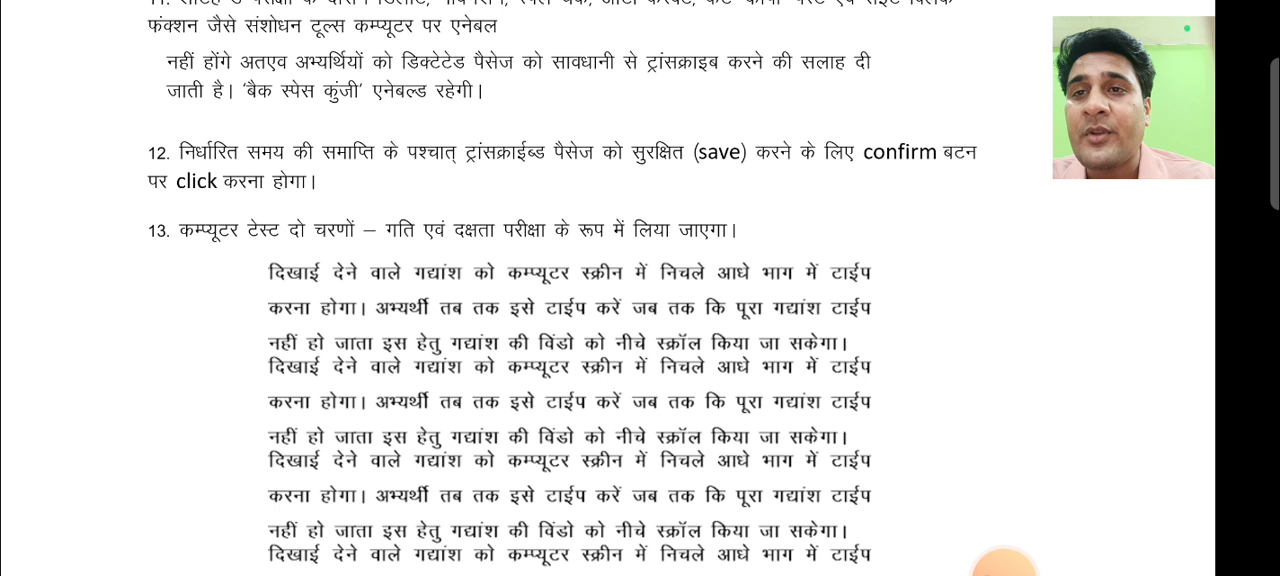 फंक्शन जैसे संशोधन टूल्स कम्प्यूटर पर एनेबल
नहीं होंगे अतएव अभ्यर्थियों को डिक्टेटेड पैसेज को सावधानी से ट्रांसक्राइब करने की सलाह दी
जाती है। ‘बैक स्पेस कुंजी’ एनेबल्ड रहेगी।
12. निर्धारित समय की समाप्ति के पश्चात् ट्रांसक्राईब्ड पैसेज को सुरक्षित (save) करने के लिए confirm बटन
पर click करना होगा।
13. कम्प्यूटर टेस्ट दो चरणों – गति एवं दक्षता परीक्षा के रूप में लिया जाएगा।
दिखाई देने वाले गद्यांश को कम्प्यूटर स्क्रीन में निचले आधे भाग में टाईप
करना होगा। अभ्यर्थी तब तक इसे टाईप करें जब तक कि पूरा गद्यांश टाईप
नहीं हो जाता इस हेतु गद्यांश की विंडो को नीचे स्क्रॉल किया जा सकेगा।
दिखाई देने वाले गद्यांश को कम्प्यूटर स्क्रीन में निचले आधे भाग में टाईप
करना होगा। अभ्यर्थी तब तक इसे टाईप करें जब तक कि पूरा गद्यांश टाईप
नहीं हो जाता इस हेतु गद्यांश की विंडो को नीचे स्क्रॉल किया जा सकेगा।
दिखाई देने वाले गद्यांश को कम्प्यूटर स्क्रीन में निचले आधे भाग में टाईप
करना होगा। अभ्यर्थी तब तक इसे टाईप करें जब तक कि पूरा गद्यांश टाईप
नहीं हो जाता इस हेतु गद्यांश की विंडो को नीचे स्क्रॉल किया जा सकेगा।
दिखाई देने वाले गद्यांश को कम्प्यूटर स्क्रीन में निचले आधे भाग में टाईप